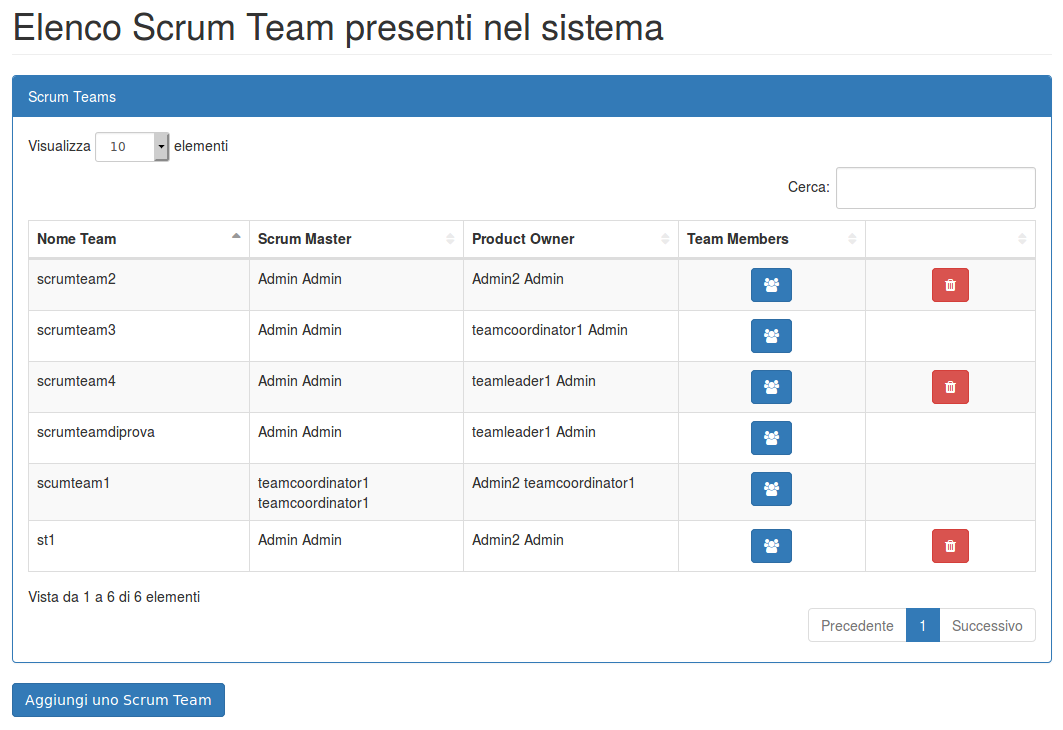 Elenco Scrum Team presenti nel sistema
Scrum Teams
Visualizza 10 elementi
Cerca:
Nome Team Scrum Master Product Owner Team Members
scrumteam2 Admin Admin Admin2 Admin
scrumteam3 Admin Admin teamcoordinator1 Admin
scrumteam4 Admin Admin teamleader1 Admin
scrumteamdiprova Admin Admin teamleader1 Admin
scumteam1 teamcoordinator1 Admin2 teamcoordinator1
teamcoordinator1
st1 Admin Admin Admin2 Admin
Vista da 1 a 6 di 6 elementi
Precedente 1 Successivo
Aggiungi uno Scrum Team